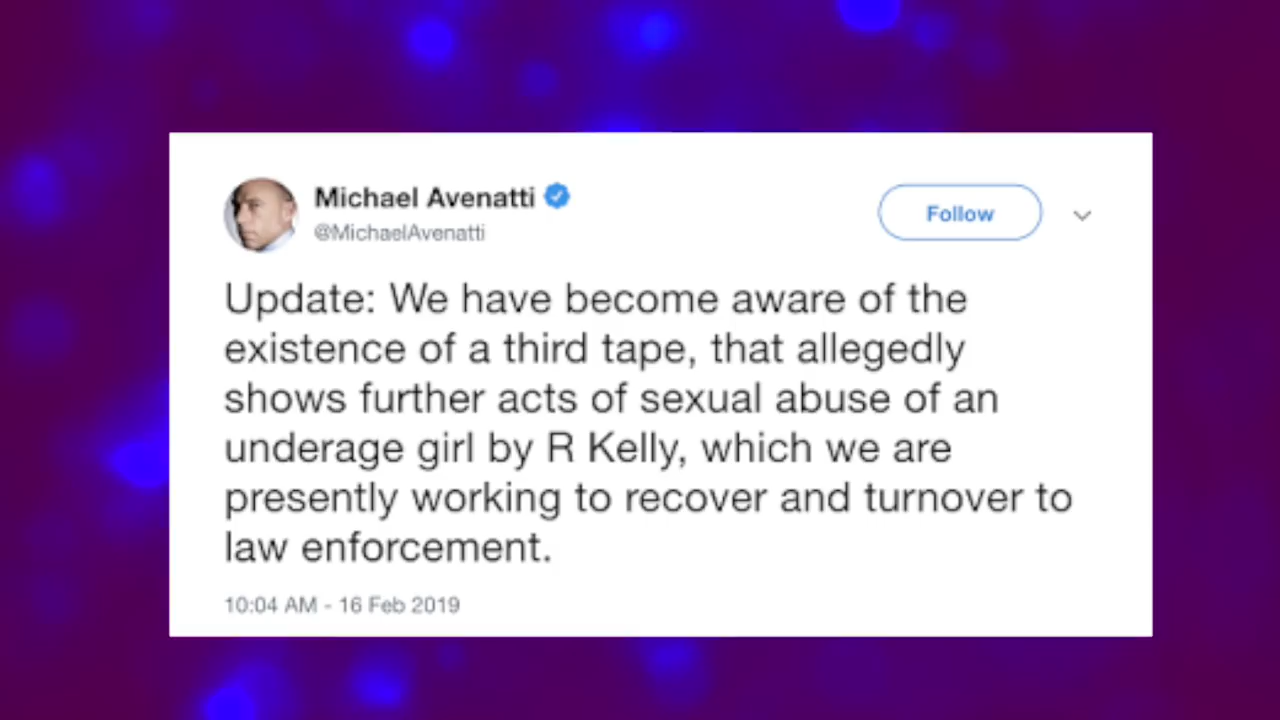 Michael Avenatti
@MichaelAvenatti
Follow
Update: We have become aware of the
existence of a third tape, that allegedly
shows further acts of sexual abuse of an
underage girl by R Kelly, which we are
presently working to recover and turnover to
law enforcement.
10:04 AM - 16 Feb 2019